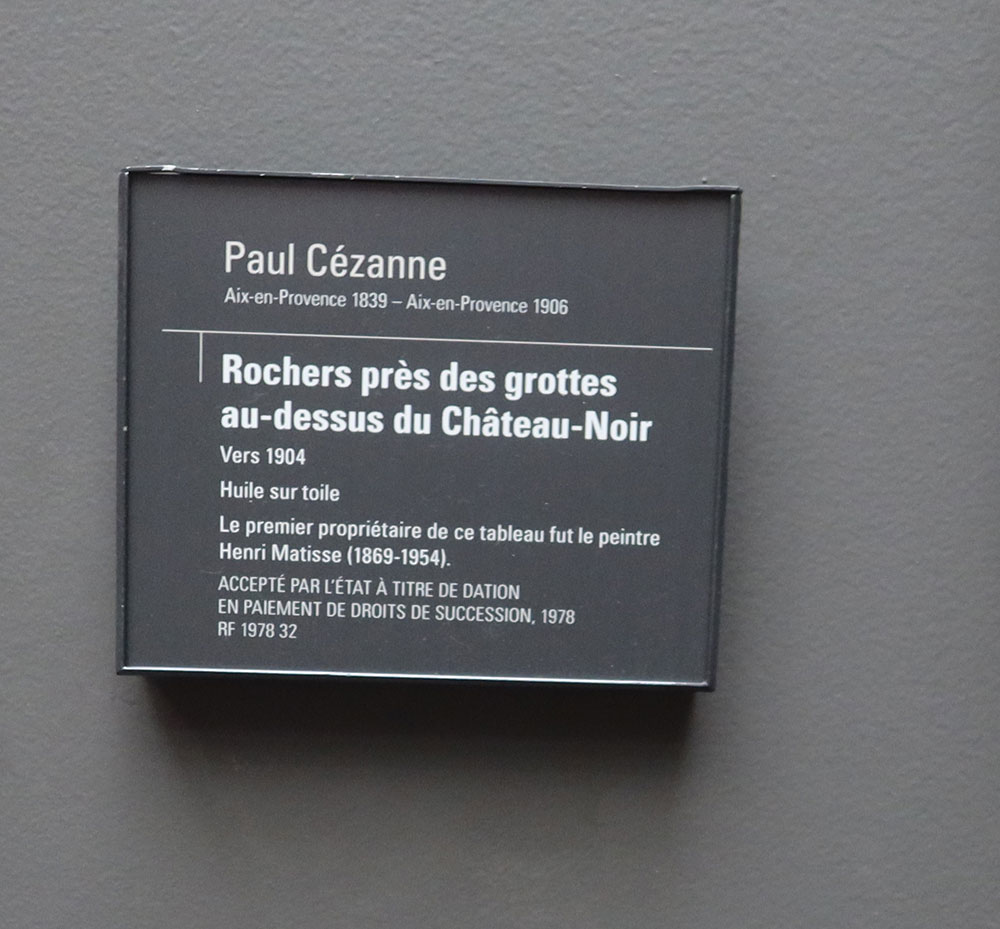 Paul Cézanne
Aix-en-Provence 1839 – Aix-en-Provence 1906
Rochers près des grottes
au-dessus du Château-Noir
Vers 1904
Huile sur toile
Le premier propriétaire de ce tableau fut le peintre
Henri Matisse (1869-1954).
ACCEPTÉ PAR L'ÉTAT À TITRE DE DATION
EN PAIEMENT DE DROITS DE SUCCESSION, 1978
RF 1978 32